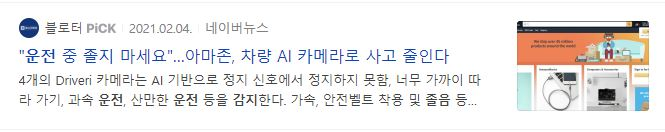 블로터 PiCK 2021.02.04. 네이버뉴스
"운전 중 졸지 마세요"...아마존, 차량 AI 카메라로 사고 줄인다
4개의 Driveri 카메라는 AI 기반으로 정지 신호에서 정지하지 못함, 너무 가까이 따
라 가기, 과속 운전, 산만한 운전 등을 감지한다. 가속, 안전벨트 착용 및 졸음 등...